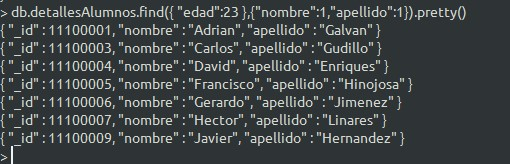 > db.detallesAlumnos.find({ "edad":23 },{"nombre":1,"apellido":1}).pretty()
{ "_id" : 11100001, "nombre" : "Adrian", "apellido" : "Galvan" }
{ "_id" : 11100003, "nombre" : "Carlos", "apellido" : "Gudillo" }
{ "_id" : 11100004, "nombre" : "David", "apellido" : "Enriques" }
{ "_id" : 11100005, "nombre" : "Francisco", "apellido" : "Hinojosa" }
{ "_id" : 11100006, "nombre" : "Gerardo", "apellido" : "Jimenez" }
{ "_id" : 11100007, "nombre" : "Hector", "apellido" : "Linares" }
{ "_id" : 11100009, "nombre" : "Javier", "apellido" : "Hernandez" }
>